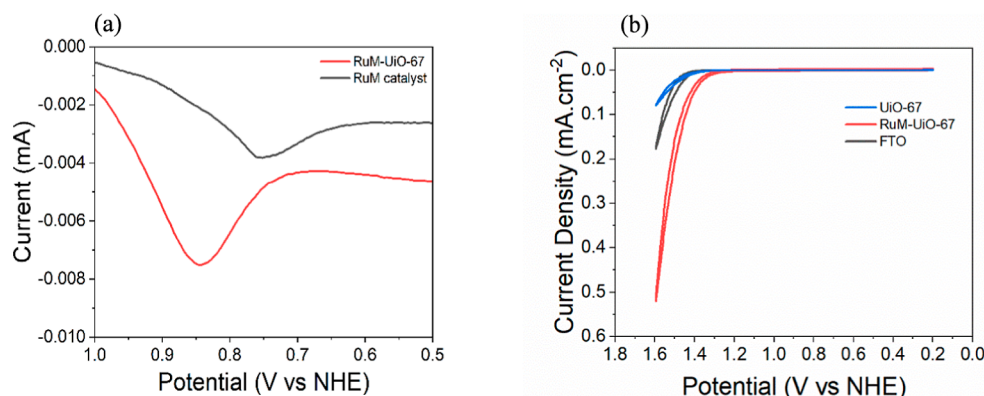 (a)
0.000
-0.002
-0.004
-0.006
-0.008
-0.010
Current (mA)
RuM-UiO-67
RuM catalyst
1.0 0.9 0.8 0.7 0.6 0.5
Potential (V vs NHE)
(b)
0.0
0.1
0.2
0.3
0.4
0.5
0.6
Current Density (mA.cm⁻²)
UiO-67
RuM-UiO-67
FTO
1.8 1.6 1.4 1.2 1.0 0.8 0.6 0.4 0.2 0.0
Potential (V vs NHE)